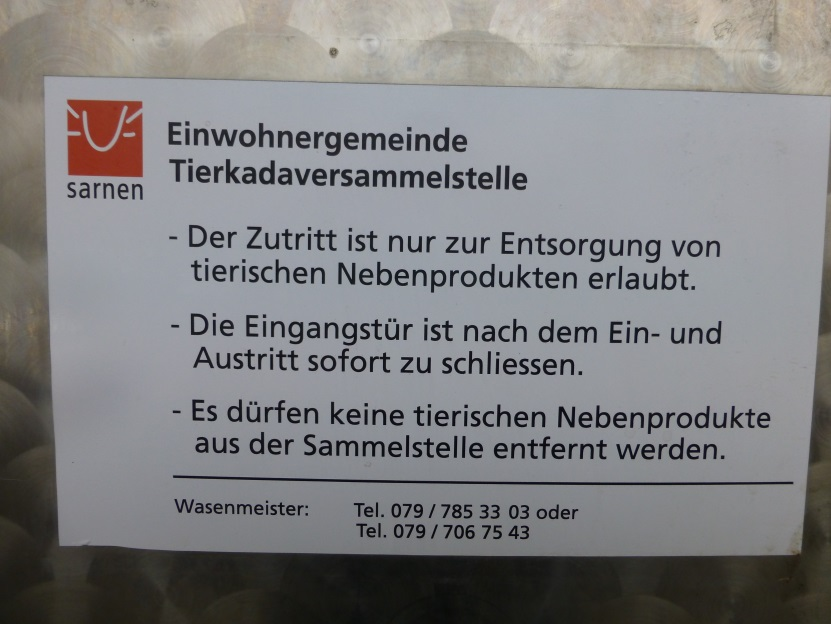 sarnen
Einwohnergemeinde
Tierkadaversammelstelle
- Der Zutritt ist nur zur Entsorgung von
tierischen Nebenprodukten erlaubt.
- Die Eingangstür ist nach dem Ein- und
Austritt sofort zu schliessen.
- Es dürfen keine tierischen Nebenprodukte
aus der Sammelstelle entfernt werden.
Wasenmeister: Tel. 079 / 785 33 03 oder
Tel. 079 / 706 75 43